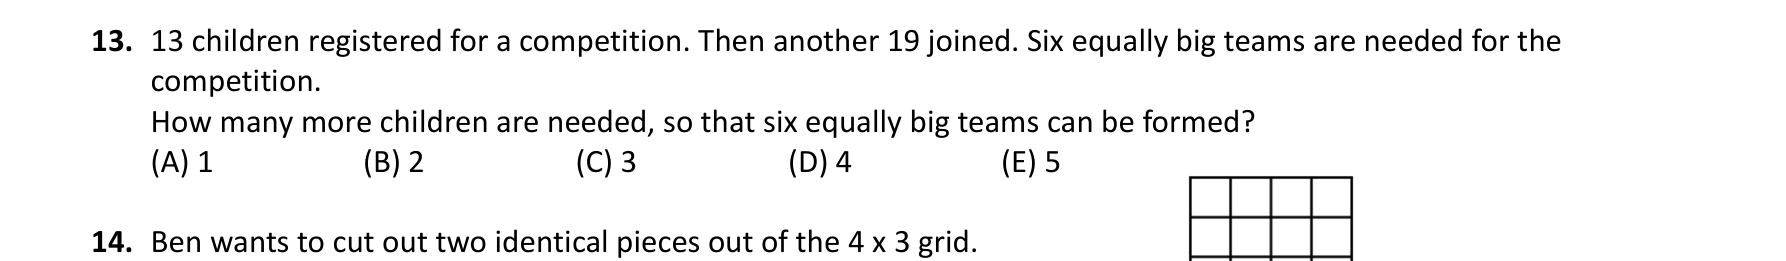 13. 13 children registered for a competition. Then another 19 joined. Six equally big teams are needed for the
competition.
How many more children are needed, so that six equally big teams can be formed?
(A) 1 (B) 2 (C) 3 (D) 4 (E) 5
14. Ben wants to cut out two identical pieces out of the 4 x 3 grid.